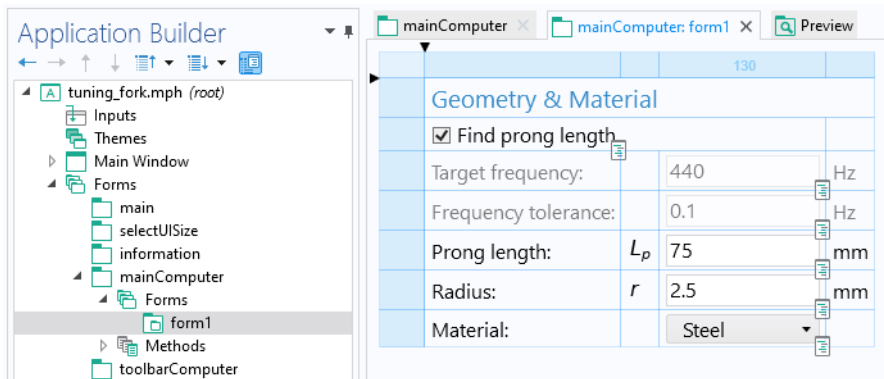 Application Builder
A tuning_fork.mph (root)
Inputs
Themes
Main Window
Forms
main
selectUISize
information
mainComputer
Forms
form1
Methods
toolbarComputer
mainComputer
mainComputer: form1
Preview
130
Geometry & Material
Find prong length
Target frequency: 440 Hz
Frequency tolerance: 0.1 Hz
Prong length: Lp 75 mm
Radius: r 2.5 mm
Material: Steel